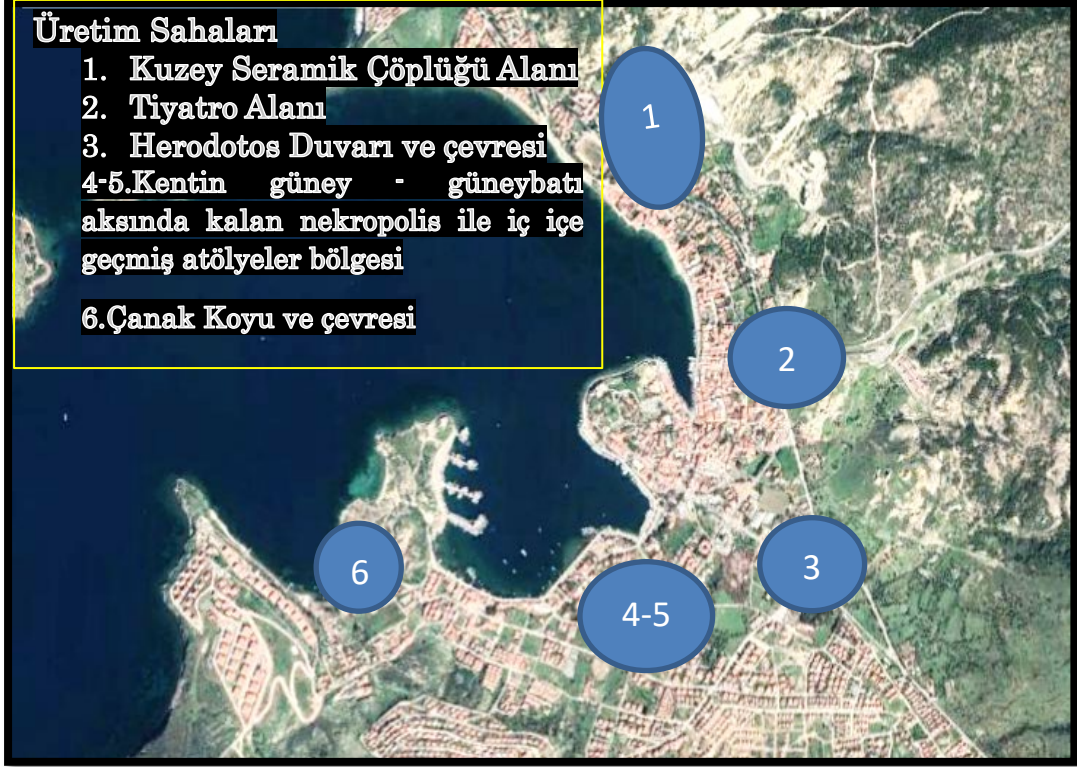 Üretim Sahaları
1. Kuzey Seramik Çöplüğü Alanı
2. Tiyatro Alanı
3. Herodotos Duvarı ve çevresi
4-5.Kentin güney - güneybatı
aksında kalan nekropolis ile iç içe
geçmiş atölyeler bölgesi
6.Çanak Koyu ve çevresi
1
2
3
6
4-5